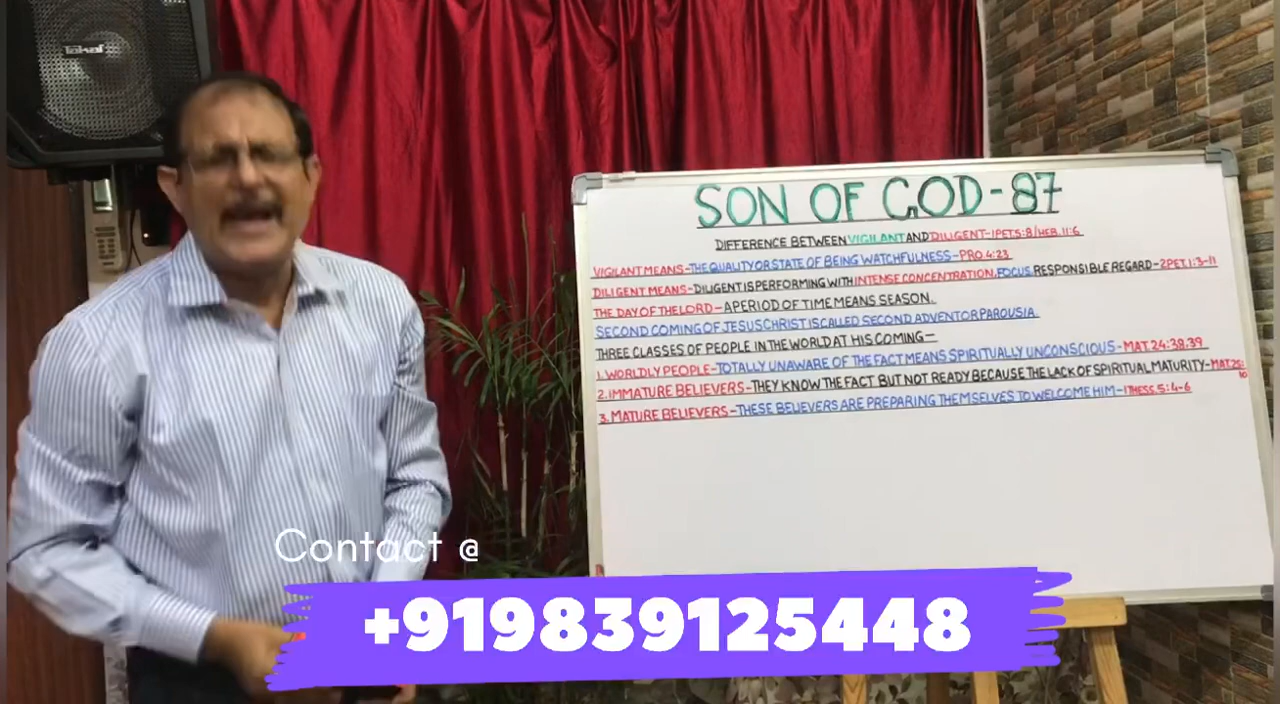 SON OF GOD-87
DIFFERENCE BETWEEN VIGILANT AND DILIGENT-1PET.5:8/HEB.11:6
VIGILANT MEANS-THE QUALITY OR STATE OF BEING WATCHFULNESS-PRO.4:23
DILIGENT MEANS-DILIGENT IS PERFORMING WITH INTENSE CONCENTRATION, FOCUS, RESPONSIBLE REGARD-2PET.1:3-11
THE DAY OF THE LORD-A PERIOD OF TIME MEANS SEASON.
SECOND COMING OF JESUS CHRIST IS CALLED SECOND ADVENT OR PAROUSIA.
THREE CLASSES OF PEOPLE IN THE WORLD AT HIS COMING-
1.WORLDLY PEOPLE-TOTALLY UNAWARE OF THE FACT MEANS SPIRITUALLY UNCONSCIOUS-MAT.24:38,39
2.IMMATURE BELIEVERS-THEY KNOW THE FACT BUT NOT READY BECAUSE THE LACK OF SPIRITUAL MATURITY-MAT.25:
10
3.MATURE BELIEVERS-THESE BELIEVERS ARE PREPARING THEMSELVES TO WELCOME HIM-1THESS.5:4-6
Contact @
+919839125448